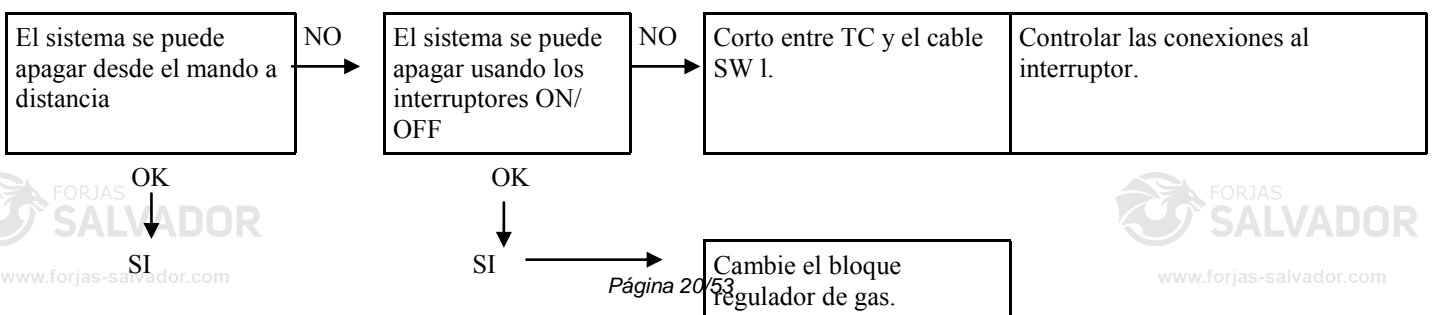 El sistema se puede
apagar desde el mando a
distancia
NO
El sistema se puede
apagar usando los
interruptores ON/
OFF
NO
Corto entre TC y el cable
SW l.
Controlar las conexiones al
interruptor.
OK
OK
FORJAS
SALVADOR
www.forjas-salvador.com
FORJAS
SALVADOR
www.forjas-salvador.com
SI
SI
Cambie el bloque
regulador de gas.
Página 20/53